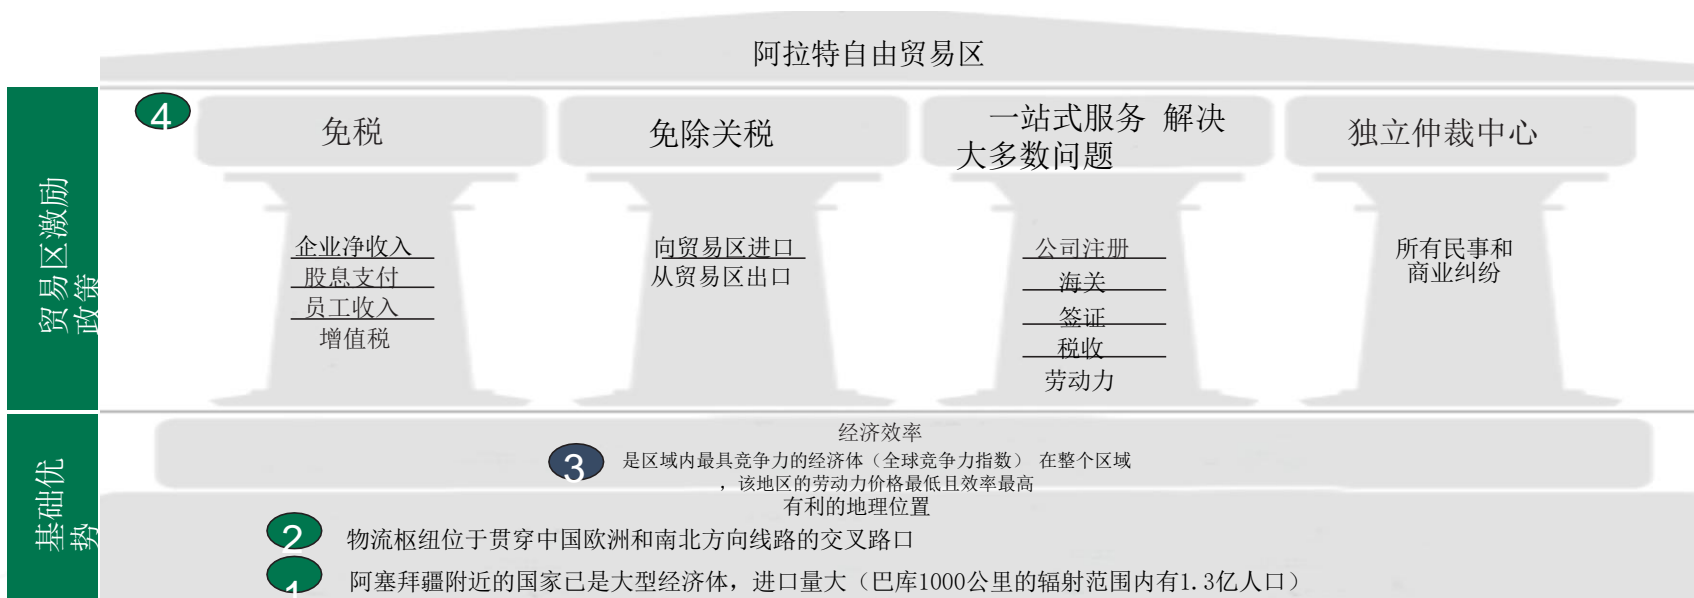 阿拉特自由贸易区
贸易区激励
政策
4
免税
企业净收入
股息支付
员工收入
增值税
免除关税
向贸易区进口
从贸易区出口
一站式服务 解决
大多数问题
公司注册
海关
签证
税收
劳动力
独立仲裁中心
所有民事和
商业纠纷
基础优
势
经济效率
3
是区域内最具竞争力的经济体（全球竞争力指数） 在整个区域
，该地区的劳动力价格最低且效率最高
有利的地理位置
2
物流枢纽位于贯穿中国欧洲和南北方向线路的交叉路口
1
阿塞拜疆附近的国家已是大型经济体，进口量大（巴库1000公里的辐射范围内有1.3亿人口）